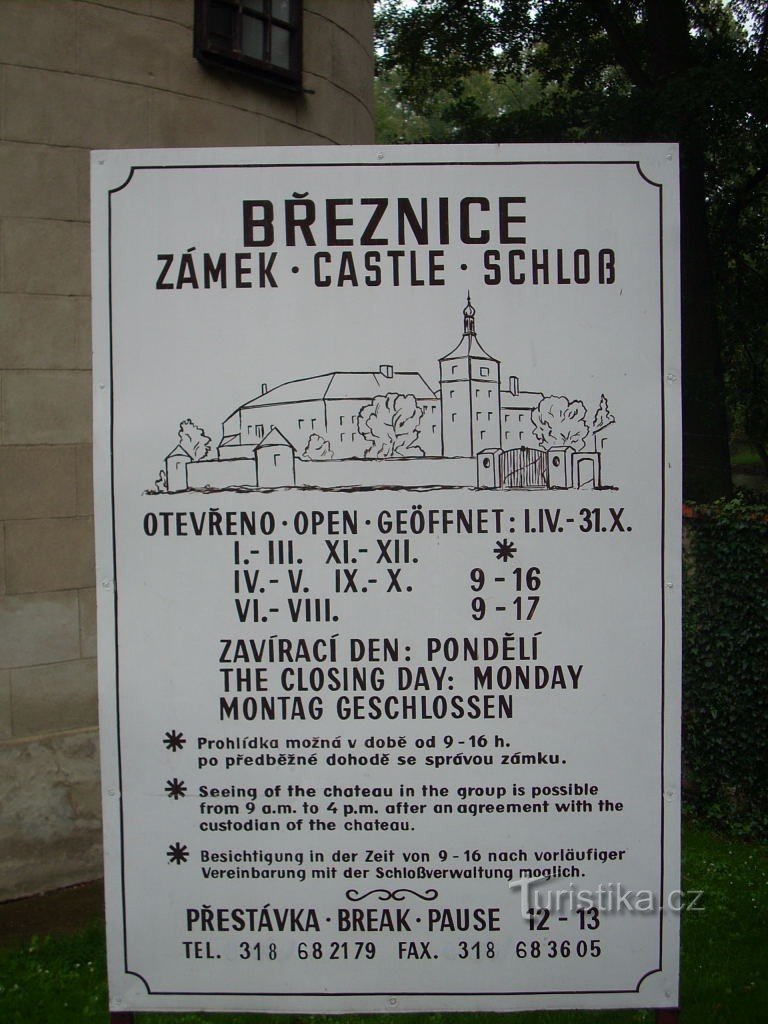 BŘEZNICE
ZÁMEK · CASTLE · SCHLOß
OTEVŘENO · OPEN · GEÖFFNET: I.IV.-31.X.
I.-III. XI.-XII. *
IV.-V. IX.-X. 9-16
VI.-VIII. 9-17
ZAVÍRACÍ DEN: PONDĚLÍ
THE CLOSING DAY: MONDAY
MONTAG GESCHLOSSEN
* Prohlídka možná v době od 9-16 h.
po předběžné dohodě se správou zámku.
* Seeing of the chateau in the group is possible
from 9 a.m. to 4 p.m. after an agreement with the
custodian of the chateau.
* Besichtigung in der Zeit von 9-16 nach vorläufiger
Vereinbarung mit der Schloßverwaltung moglich.
PŘESTÁVKA · BREAK · PAUSE 12-13
TEL. 318 682179 FAX. 318 683605
Turistika.cz